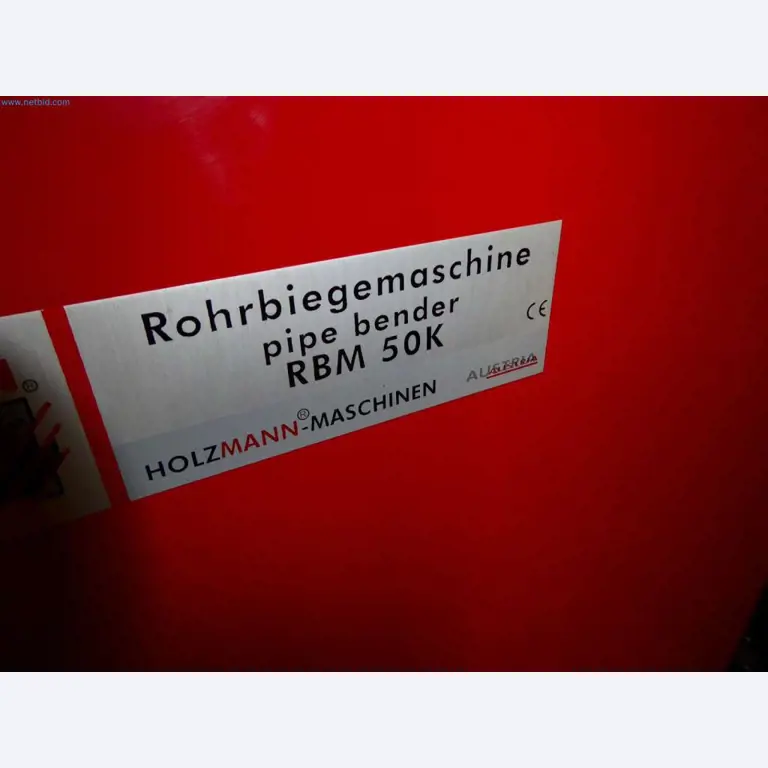 www.netbid.com
Rohrbiegemaschine
pipe bender
RBM 50K
CE
HOLZMANN®-MASCHINEN
AUSTRIA
®